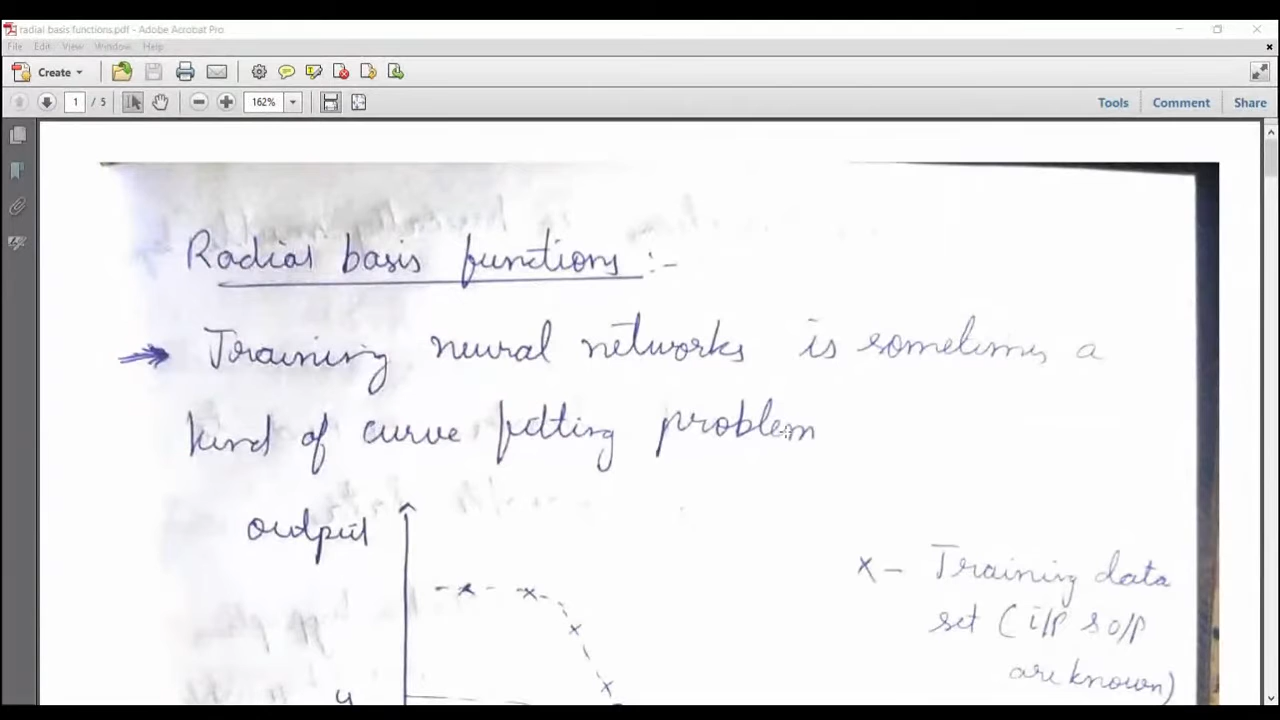 radial basis functions.pdf - Adobe Acrobat Pro
File Edit View Window Help
Create
1 / 5 162% Tools Comment Share
Radial basis functions :-
Training neural networks is sometimes a
kind of curve fitting problem
output
x - Training data
set ( i/p s o/p
are known)
y